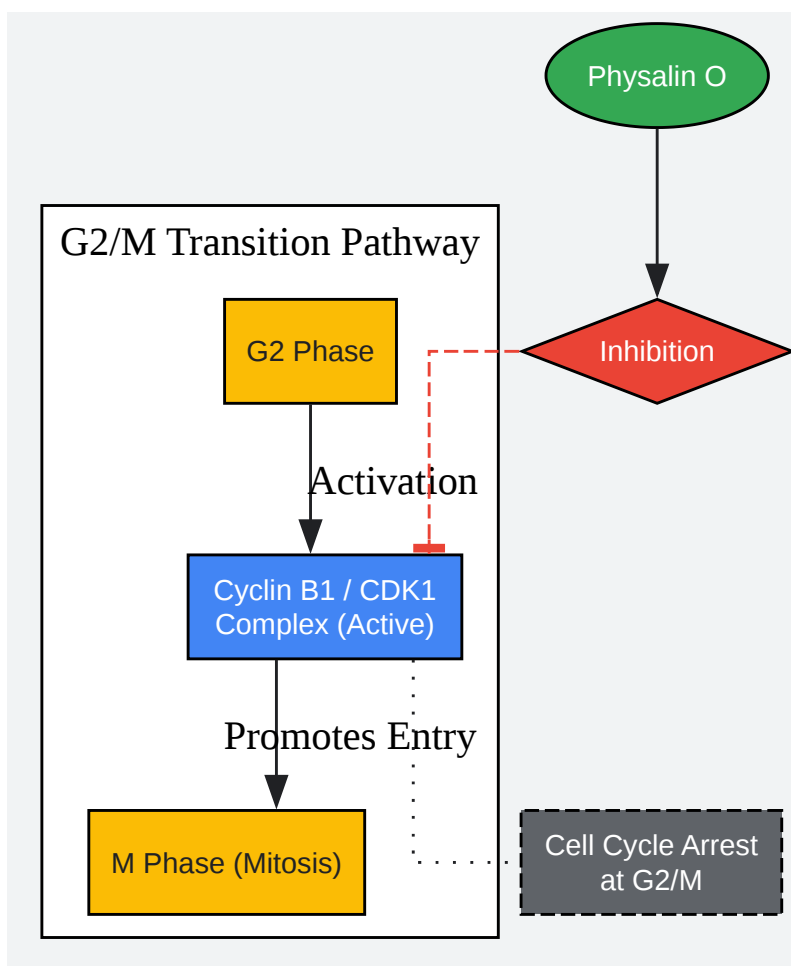 Physalin O
G2/M Transition Pathway
G2 Phase
Inhibition
Activation
Cyclin B1 / CDK1
Complex (Active)
Promotes Entry
M Phase (Mitosis)
Cell Cycle Arrest
at G2/M